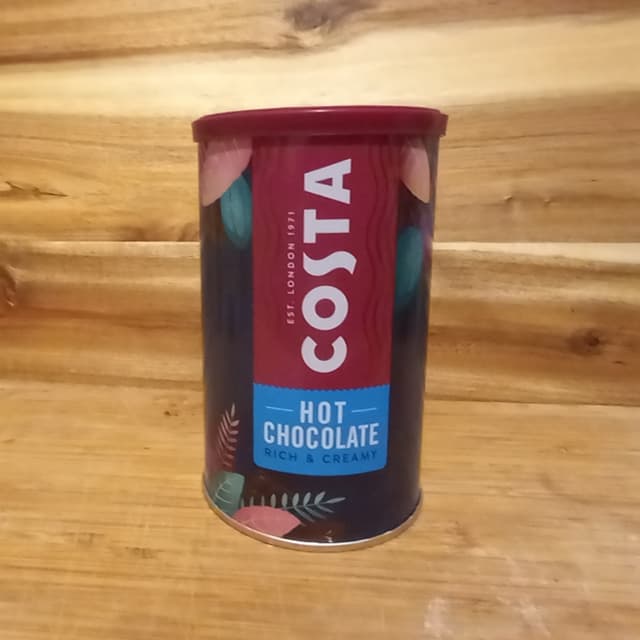 COSTA
EST. LONDON 1971
HOT
CHOCOLATE
RICH & CREAMY